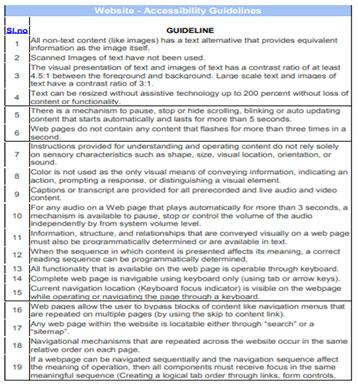 Website - Accessibility Guidelines
Sl.no GUIDELINE
1 All non-text content (like images) has a text alternative that provides equivalent
information as the image itself.
2 Scanned Images of text have not been used.
3 The visual presentation of text and images of text has a contrast ratio of at least
4.5:1 between the foreground and background. Large scale text and images of
text have a contrast ratio of 3:1.
4 Text can be resized without assistive technology up to 200 percent without loss of
content or functionality.
5 There is a mechanism to pause, stop or hide scrolling, blinking or auto updating
content that starts automatically and lasts for more than 5 seconds.
6 Web pages do not contain any content that flashes for more than three times in a
second.
7 Instructions provided for understanding and operating content do not rely solely
on sensory characteristics such as shape, size, visual location, orientation, or
sound.
8 Color is not used as the only visual means of conveying information, indicating an
action, prompting a response, or distinguishing a visual element.
9 Captions or transcript are provided for all prerecorded and live audio and video
content.
10 For any audio on a Web page that plays automatically for more than 3 seconds, a
mechanism is available to pause, stop or control the volume of the audio
independently by from system volume level.
11 Information, structure, and relationships that are conveyed visually on a web page
must also be programmatically determined or are available in text.
12 When the sequence in which content is presented affects its meaning, a correct
reading sequence can be programmatically determined.
13 All functionality that is available on the web page is operable through keyboard.
14 Complete web page is navigable using keyboard only (using tab or arrow keys).
15 Current navigation location (Keyboard focus indicator) is visible on the webpage
while operating or navigating the page through a keyboard.
16 Web pages allow the user to bypass blocks of content like navigation menus that
are repeated on multiple pages (by using the skip to content link).
17 Any web page within the website is locatable either through "search" or a
"sitemap".
18 Navigational mechanisms that are repeated across the website occur in the same
relative order on each page.
19 If a webpage can be navigated sequentially and the navigation sequence affect
the meaning of operation, then all components must receive focus in the same
meaningful sequence (Creating a logical tab order through links, form controls,